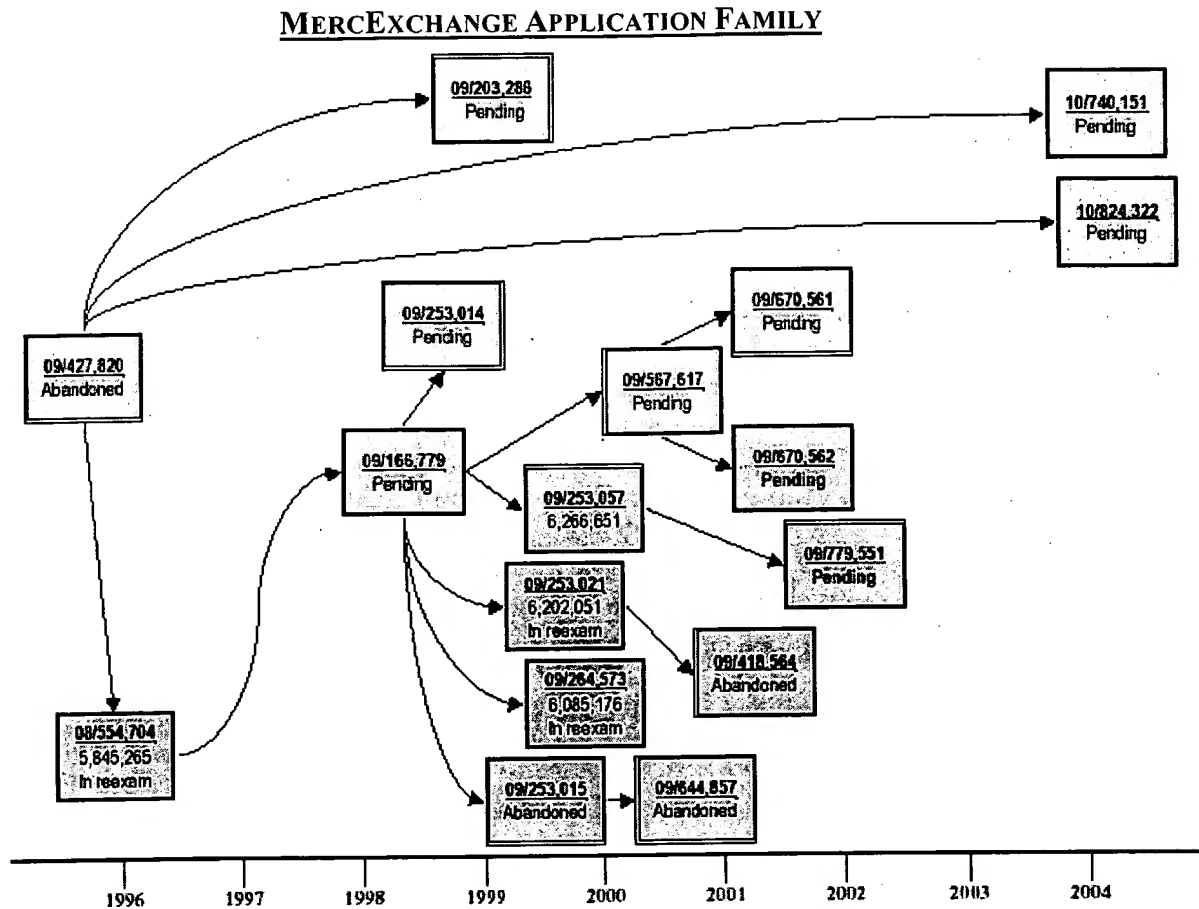 MERCEXCHANGE APPLICATION FAMILY
09/203,286
Pending
10/740,151
Pending
10/824,322
Pending
09/253,014
Pending
09/670,561
Pending
09/427,820
Abandoned
09/567,617
Pending
09/166,779
Pending
09/670,562
Pending
09/253,057
6,266,651
09/779,551
Pending
09/253,021
6,202,051
In reexam
09/418,564
Abandoned
09/264,573
6,085,176
In reexam
08/554,704
5,845,265
In reexam
09/253,015
Abandoned
09/644,857
Abandoned
1996 1997 1998 1999 2000 2001 2002 2003 2004